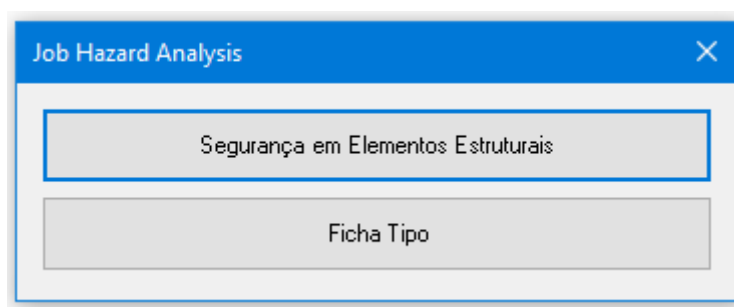 Job Hazard Analysis
Segurança em Elementos Estruturais
Ficha Tipo